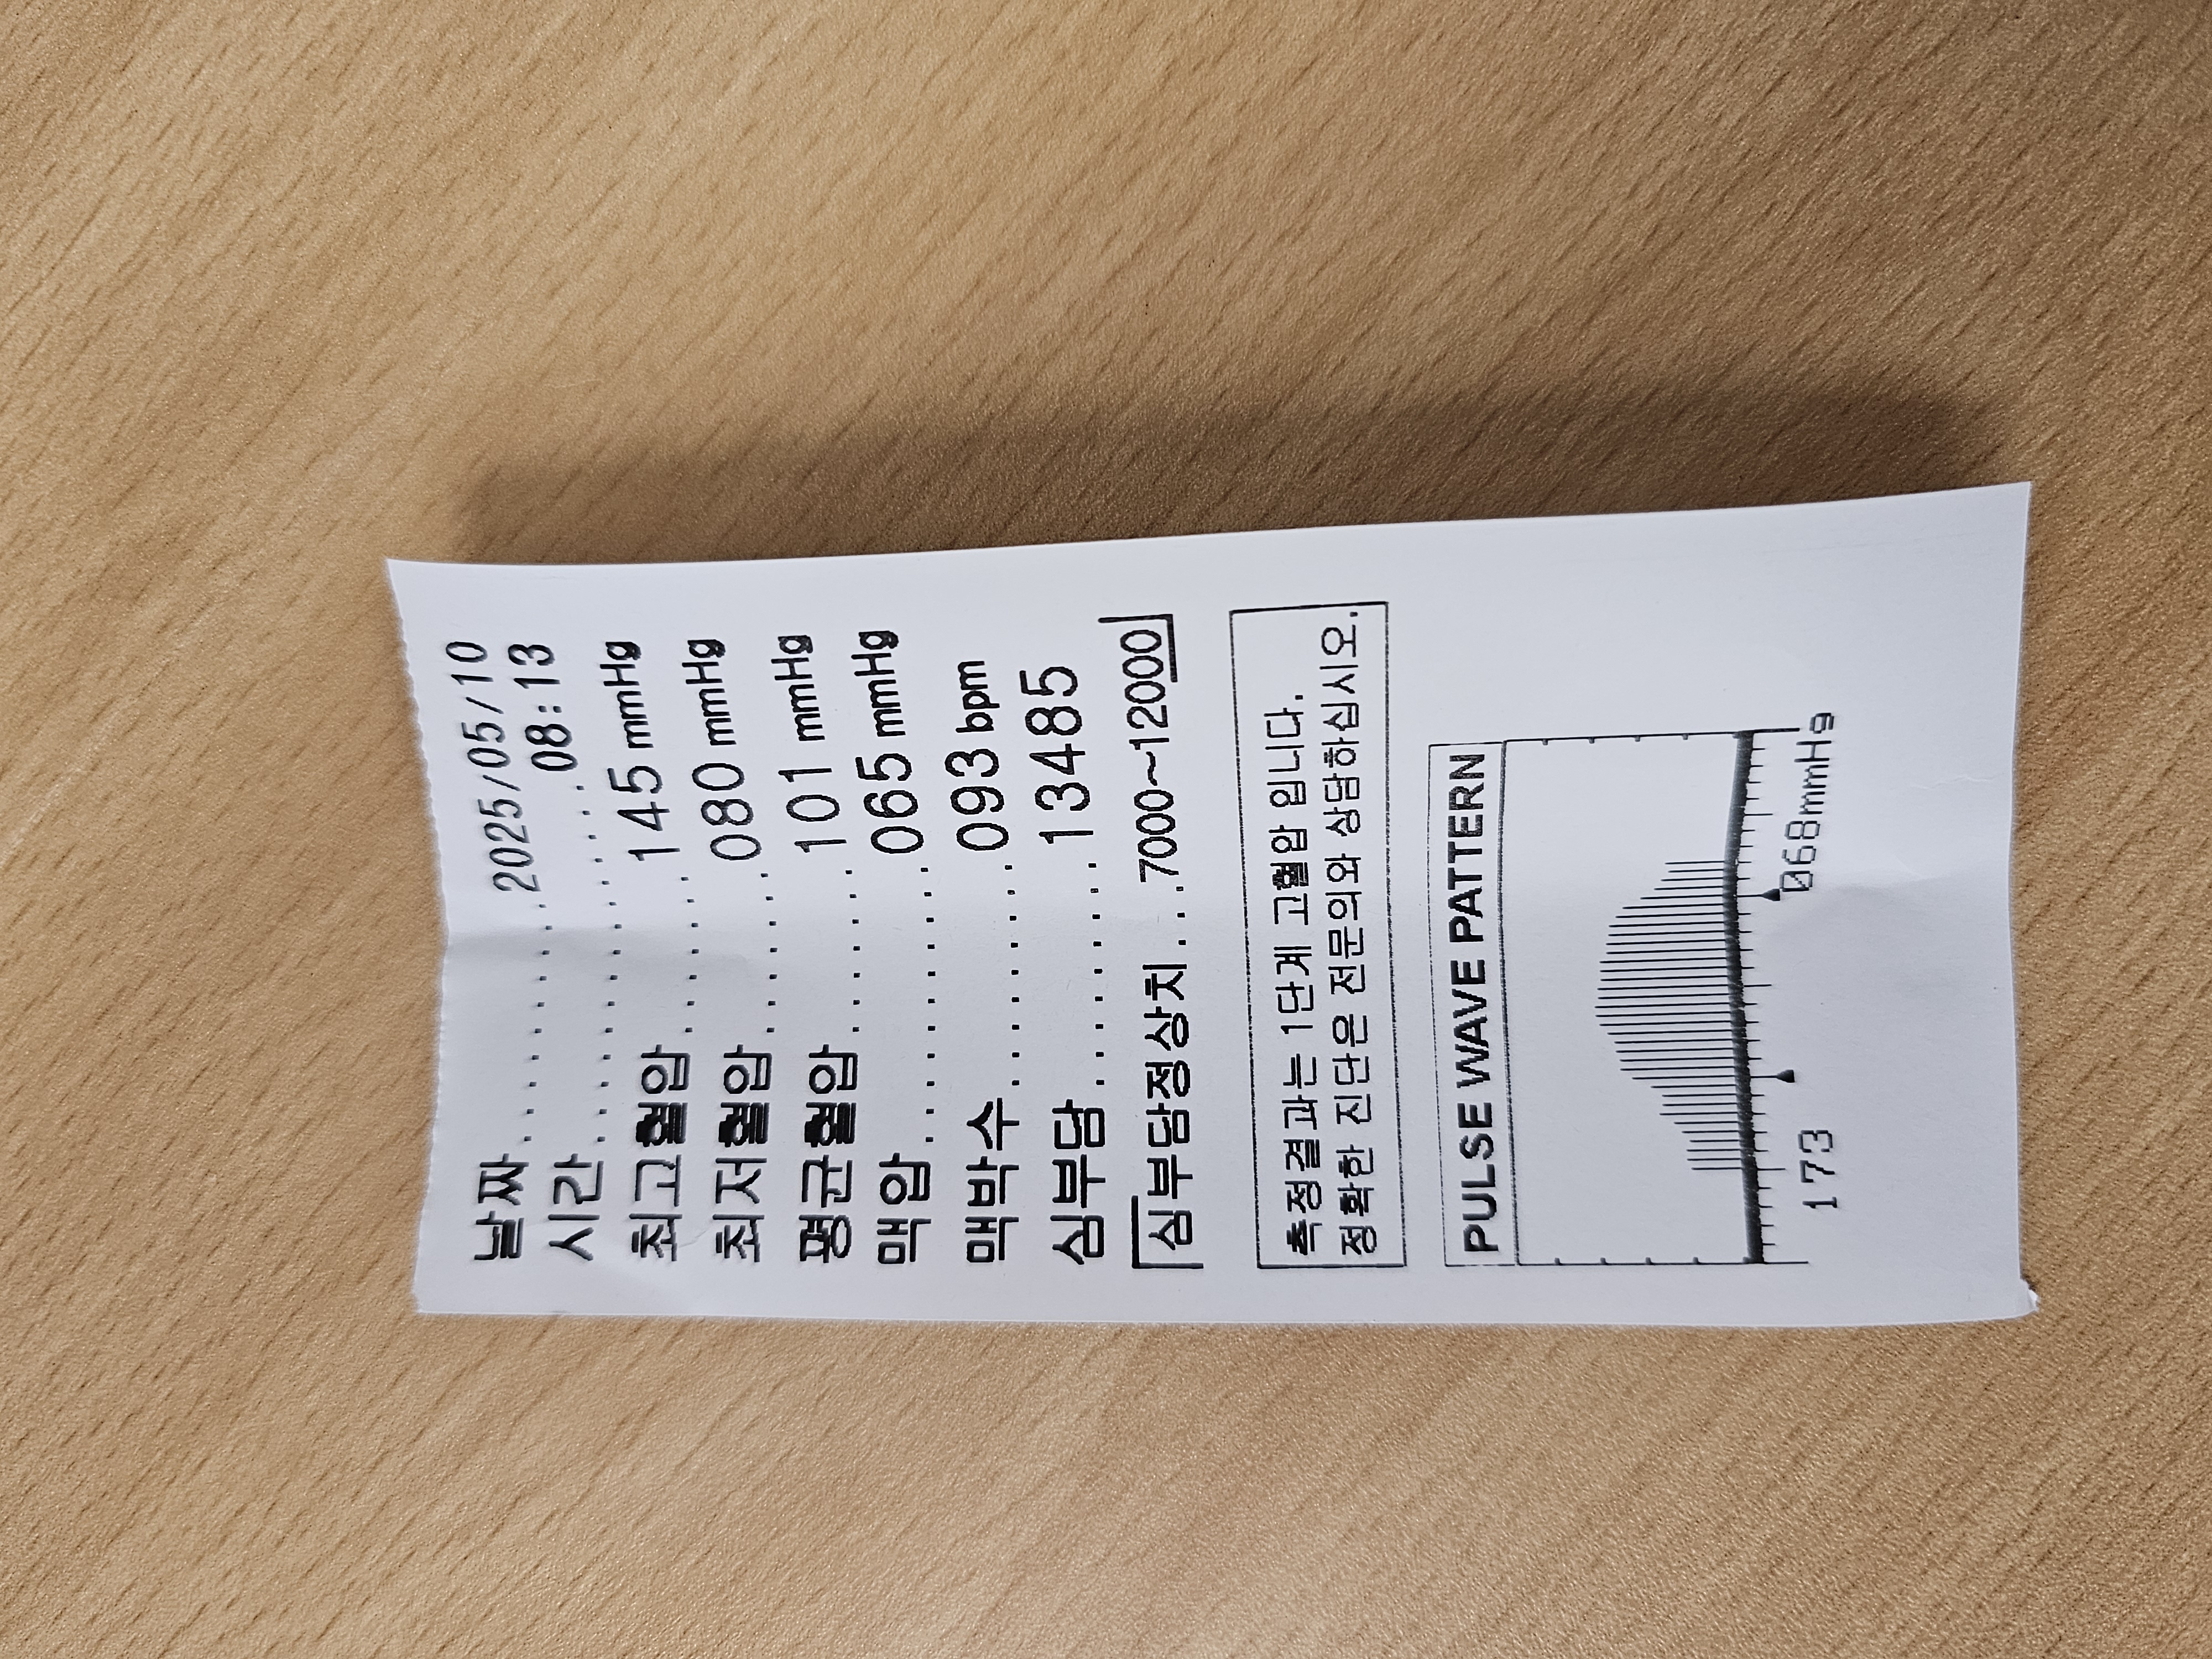 날짜..............2025/05/10
시간.................08:13
최고혈압..........145 mmHg
최저혈압..........080 mmHg
평균혈압..........101 mmHg
맥압..............065 mmHg
맥박수............093 bpm
심부담............13485
[심부담정상치...7000~12000]
측정결과는 1단계 고혈압 입니다.
정확한 진단은 전문의와 상담하십시오.
PULSE WAVE PATTERN
173 068mmHg